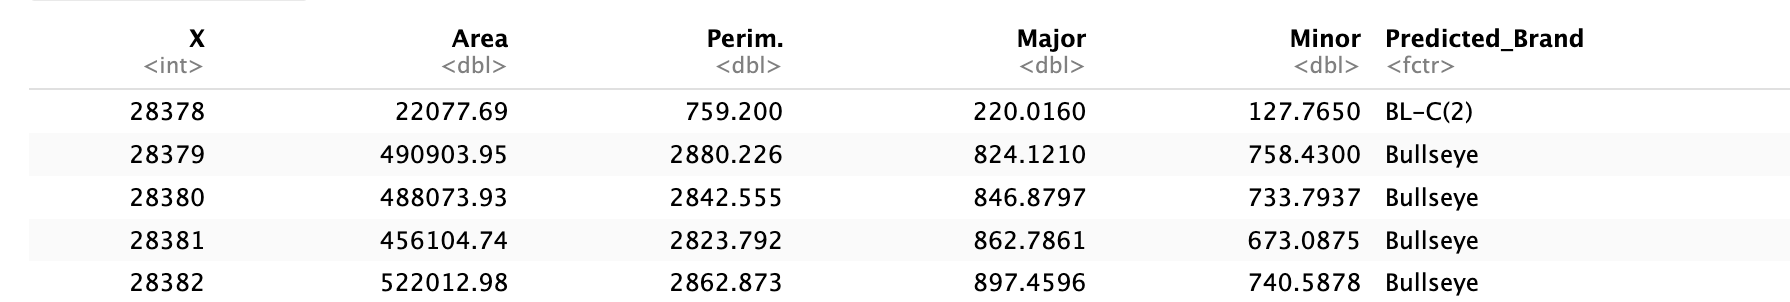 X Area Perim. Major Minor Predicted_Brand
<int> <dbl> <dbl> <dbl> <dbl> <fctr>
28378 22077.69 759.200 220.0160 127.7650 BL-C(2)
28379 490903.95 2880.226 824.1210 758.4300 Bullseye
28380 488073.93 2842.555 846.8797 733.7937 Bullseye
28381 456104.74 2823.792 862.7861 673.0875 Bullseye
28382 522012.98 2862.873 897.4596 740.5878 Bullseye